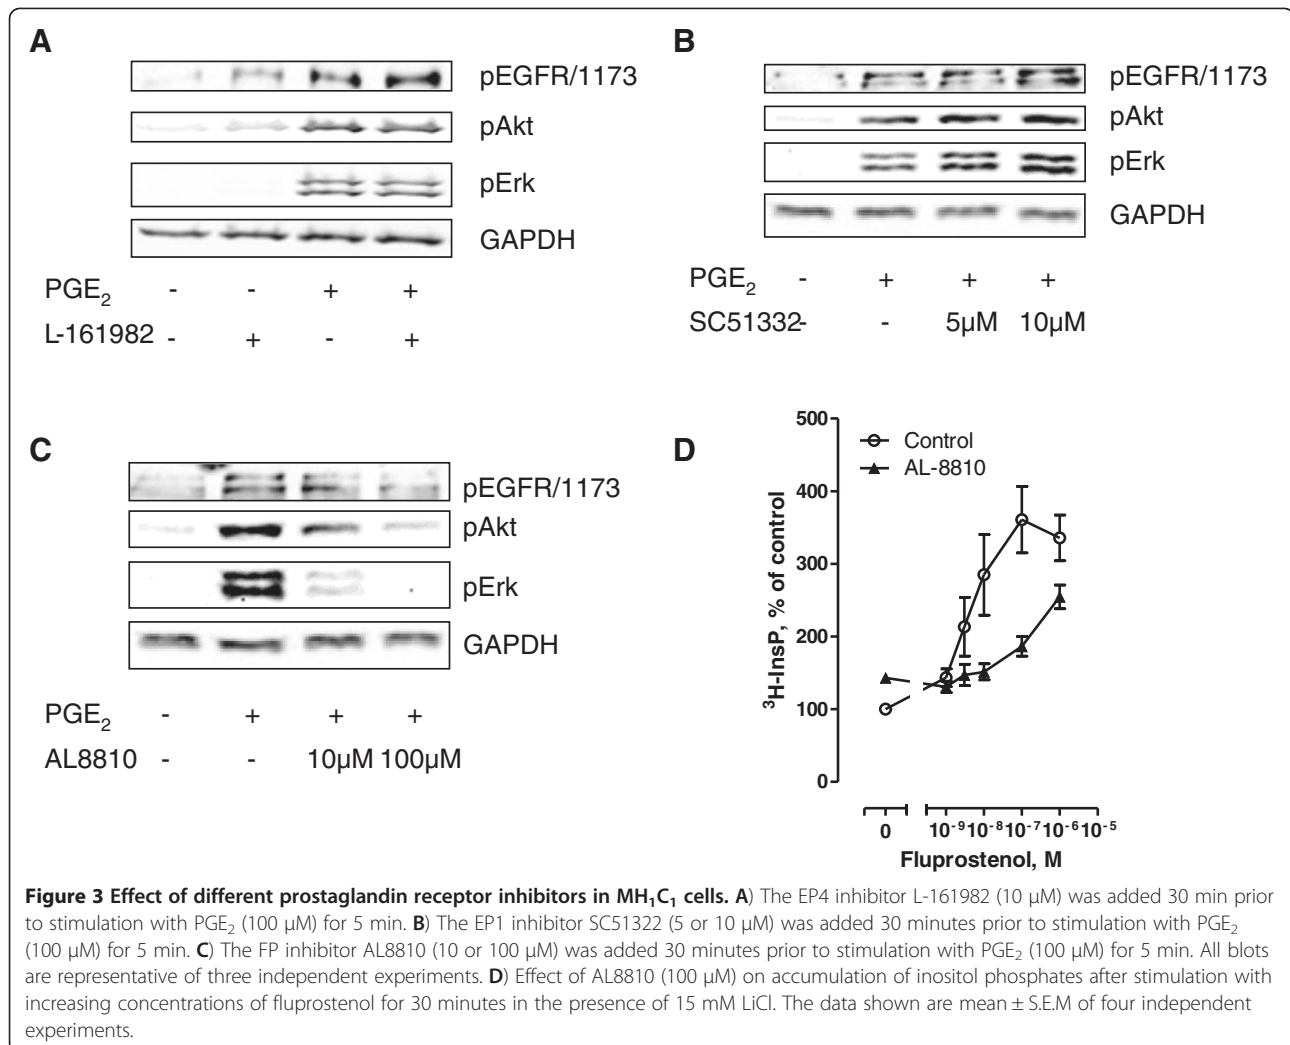 A
pEGFR/1173
pAkt
pErk
GAPDH
PGE2 - - + +
L-161982 - + - +
B
pEGFR/1173
pAkt
pErk
GAPDH
PGE2 - + + +
SC51332- - 5µM 10µM
C
pEGFR/1173
pAkt
pErk
GAPDH
PGE2 - + + +
AL8810 - - 10µM 100µM
D
Control
AL-8810
500
400
300
200
100
0
³H-InsP, % of control
0 10⁻⁹ 10⁻⁸ 10⁻⁷ 10⁻⁶ 10⁻⁵
Fluprostenol, M
Figure 3 Effect of different prostaglandin receptor inhibitors in MH₁C₁ cells. A) The EP4 inhibitor L-161982 (10 µM) was added 30 min prior
to stimulation with PGE₂ (100 µM) for 5 min. B) The EP1 inhibitor SC51322 (5 or 10 µM) was added 30 minutes prior to stimulation with PGE₂
(100 µM) for 5 min. C) The FP inhibitor AL8810 (10 or 100 µM) was added 30 minutes prior to stimulation with PGE₂ (100 µM) for 5 min. All blots
are representative of three independent experiments. D) Effect of AL8810 (100 µM) on accumulation of inositol phosphates after stimulation with
increasing concentrations of fluprostenol for 30 minutes in the presence of 15 mM LiCl. The data shown are mean ± S.E.M of four independent
experiments.